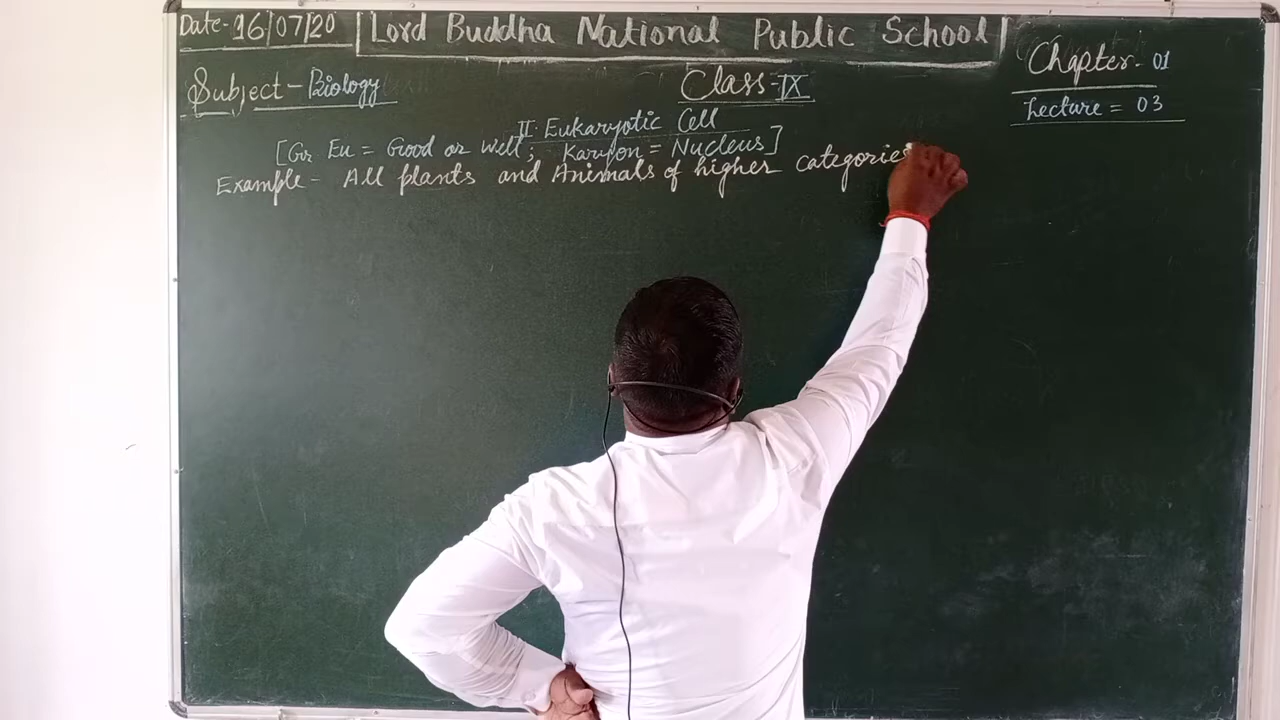 Date- 16/07/20
Lord Buddha National Public School
Chapter- 01
Subject - Biology
Class-IX
Lecture = 03
II. Eukaryotic Cell
[Gr Eu = Good or well; Karyon = Nucleus]
Example - All plants and Animals of higher categories